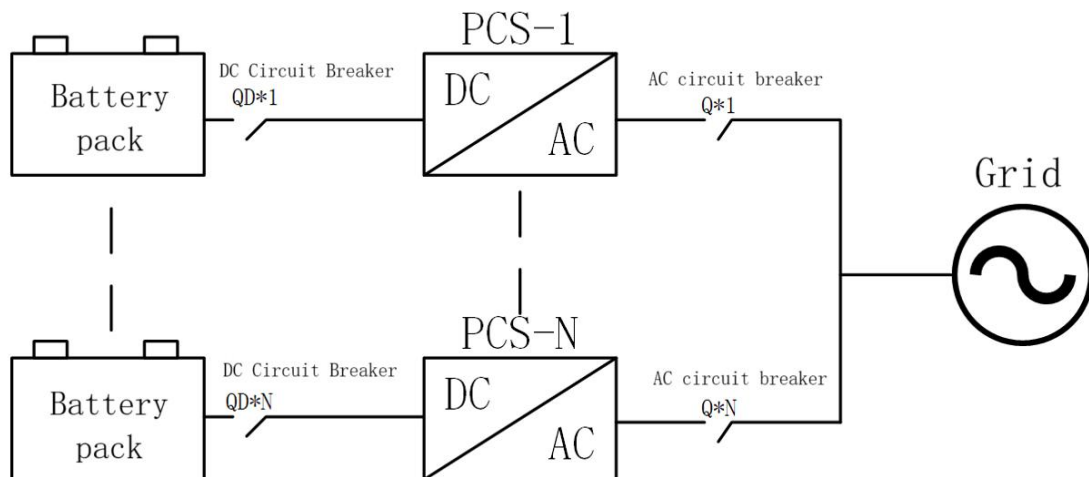 PCS-1
DC Circuit Breaker
AC circuit breaker
Battery
pack
QD*1
DC
AC
Q*1
Grid
PCS-N
DC Circuit Breaker
AC circuit breaker
Battery
pack
QD*N
DC
AC
Q*N